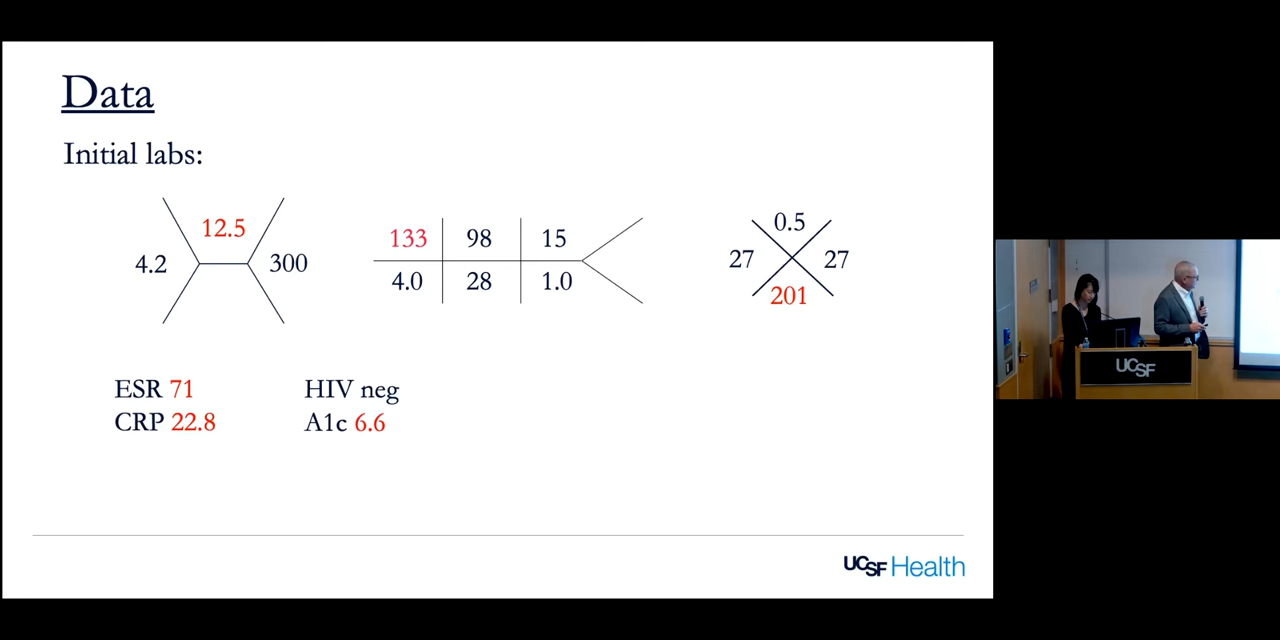 Data
Initial labs:
12.5
4.2 300
133 98 15
4.0 28 1.0
0.5
27 27
201
ESR 71 HIV neg
CRP 22.8 A1c 6.6
UCSF Health
UCSF